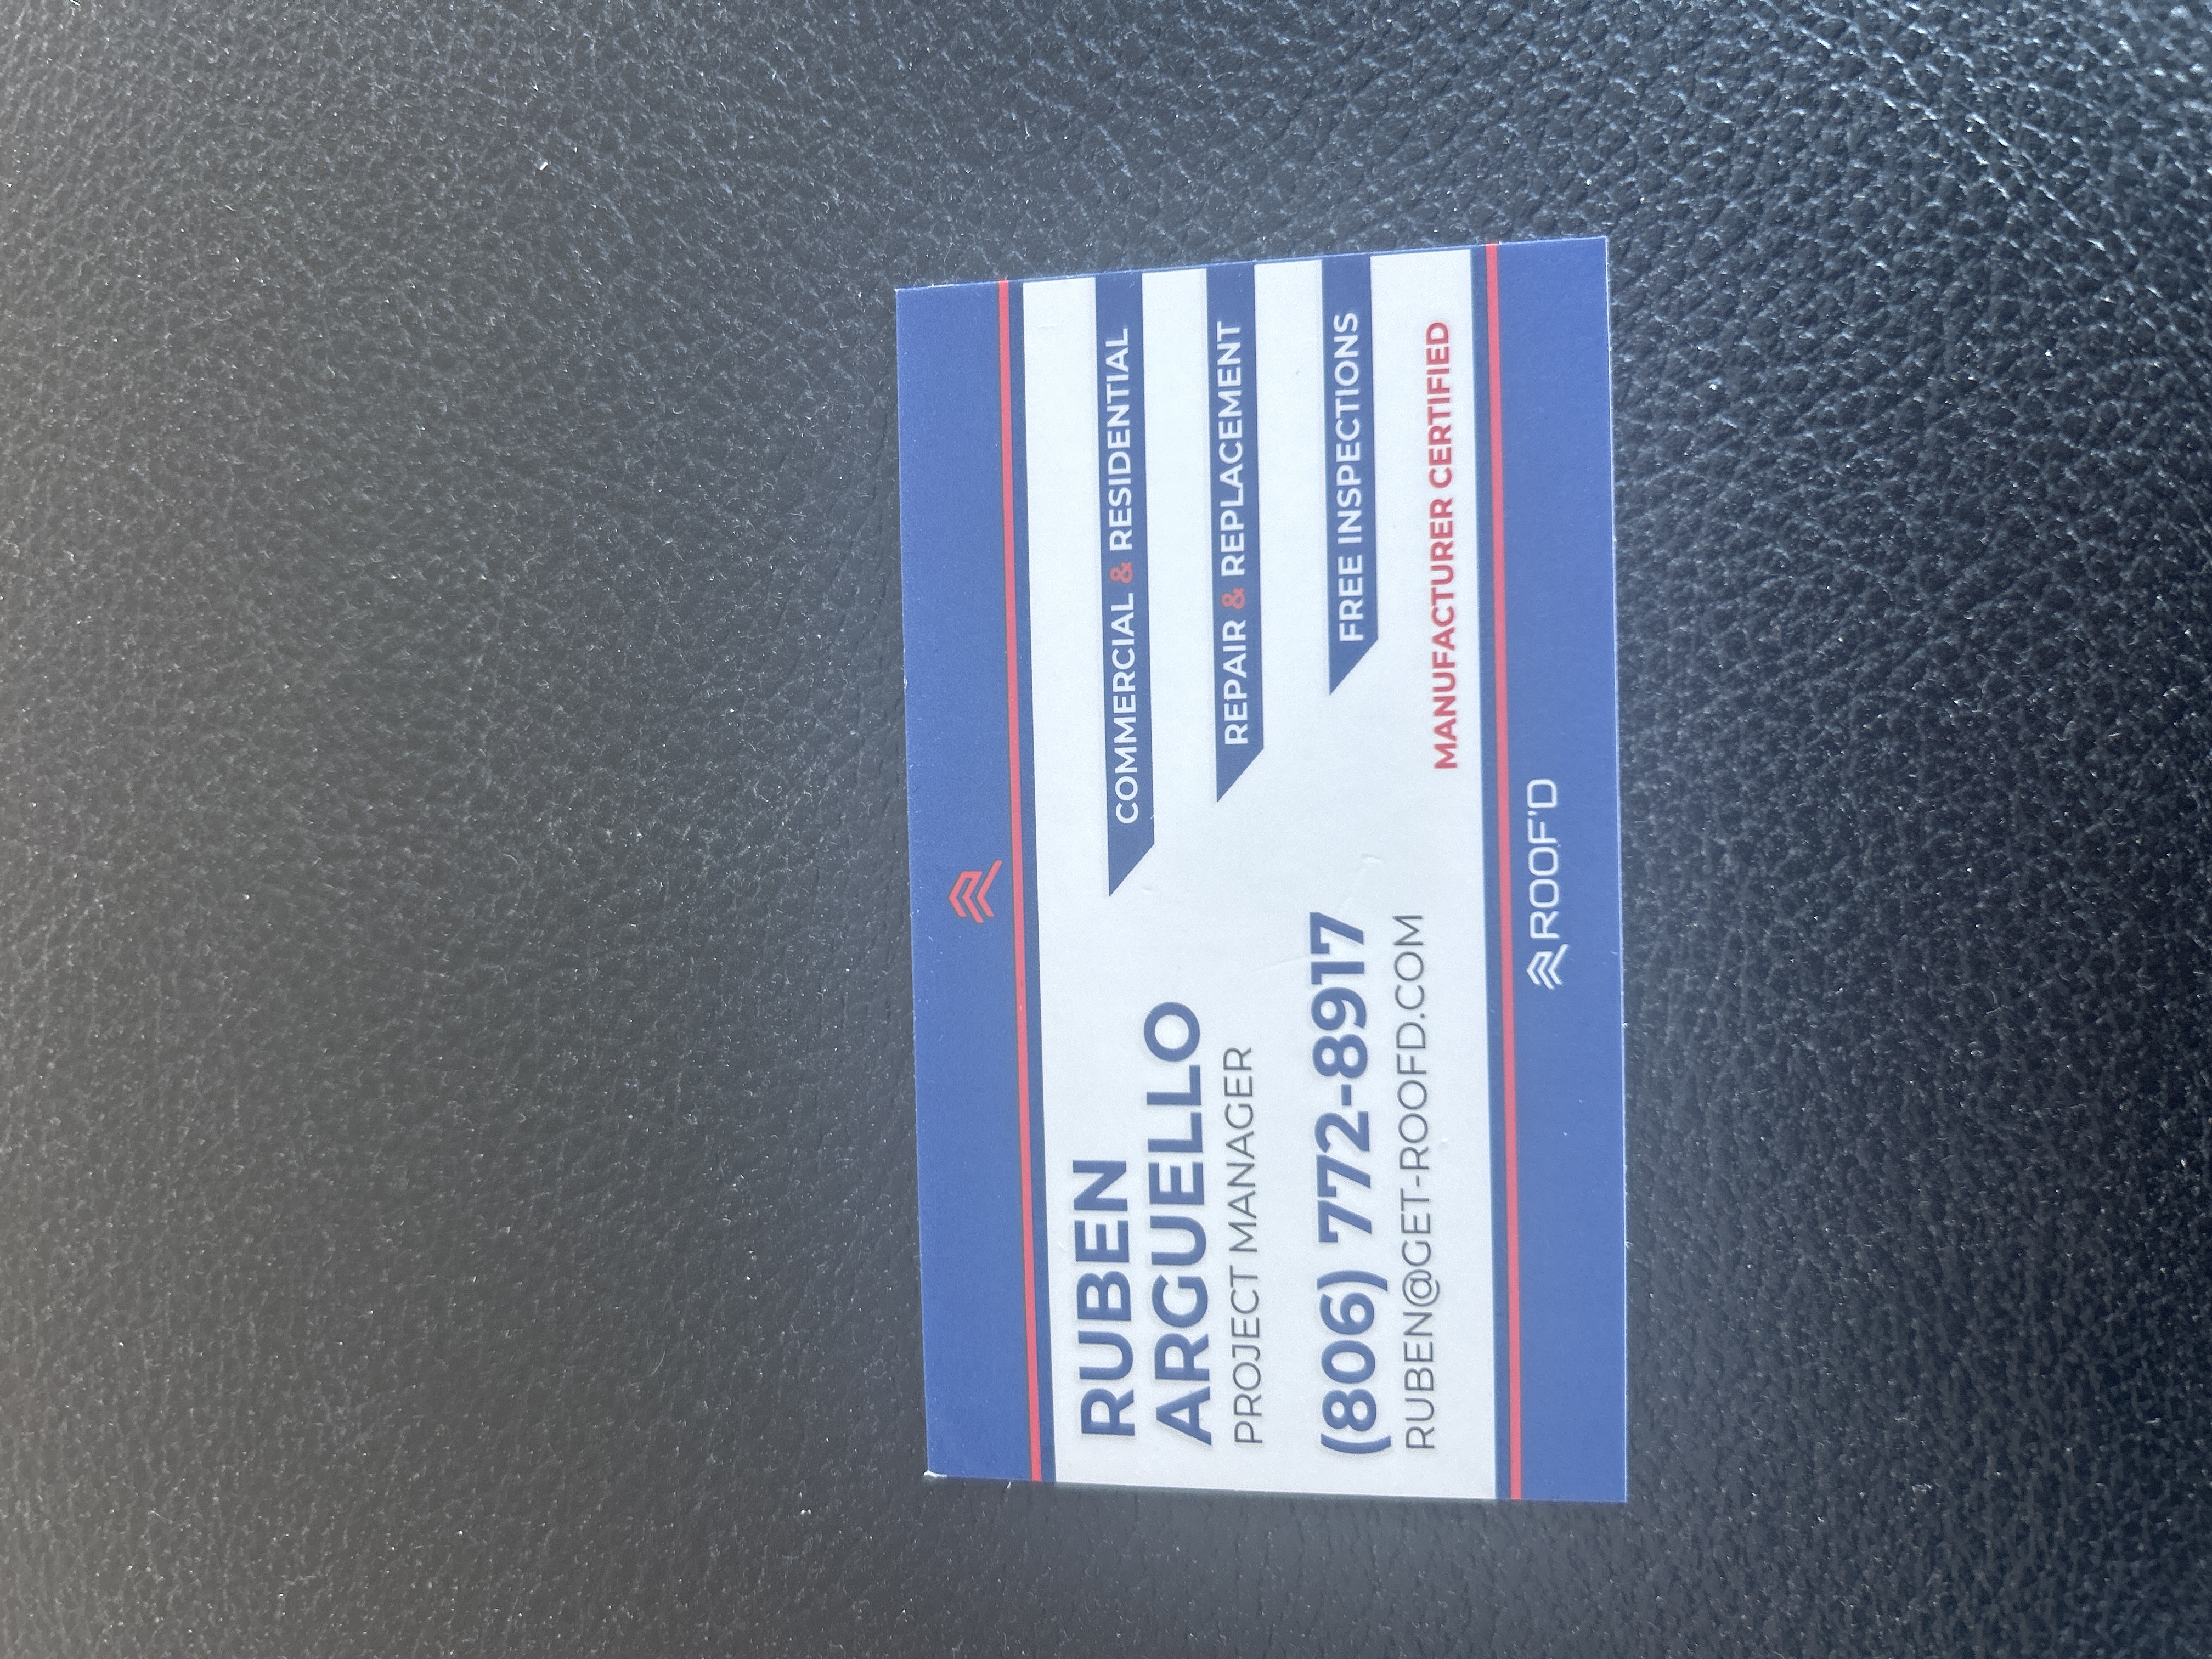 RUBEN
ARGUELLO
PROJECT MANAGER
(806) 772-8917
RUBEN@GET-ROOFD.COM
COMMERCIAL & RESIDENTIAL
REPAIR & REPLACEMENT
FREE INSPECTIONS
MANUFACTURER CERTIFIED
ROOF'D